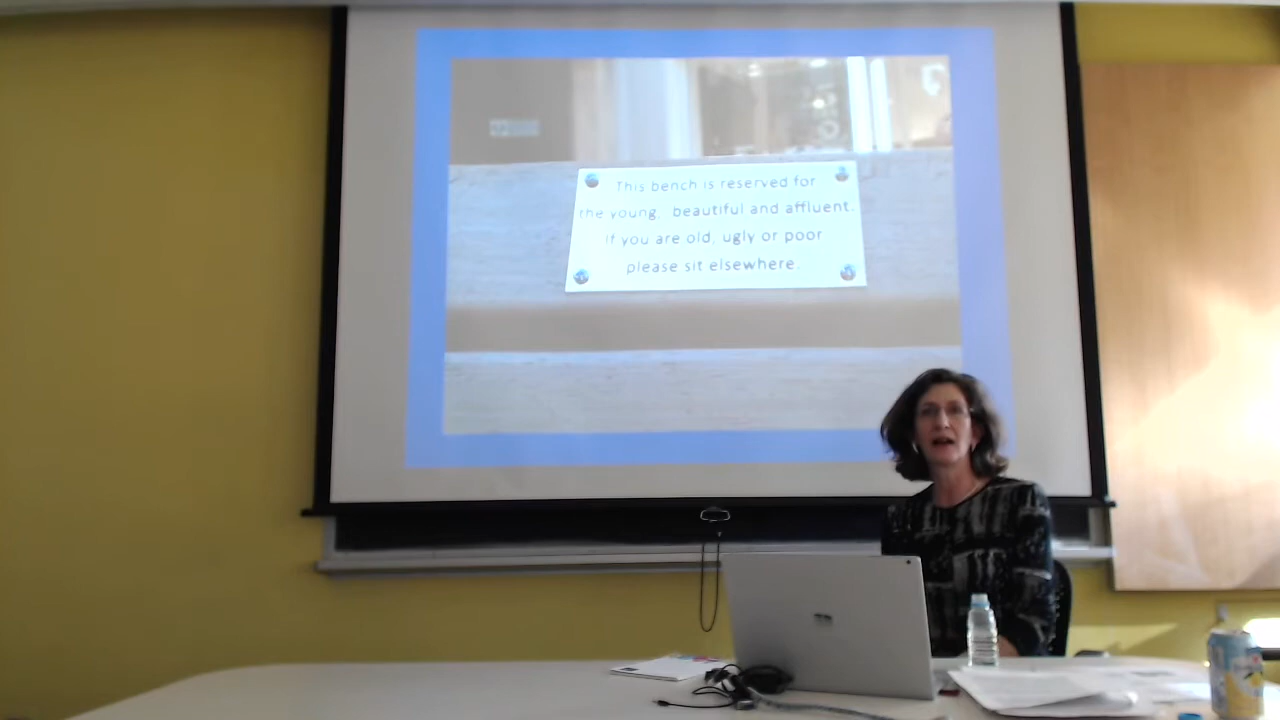 This bench is reserved for
the young, beautiful and affluent.
If you are old, ugly or poor
please sit elsewhere.